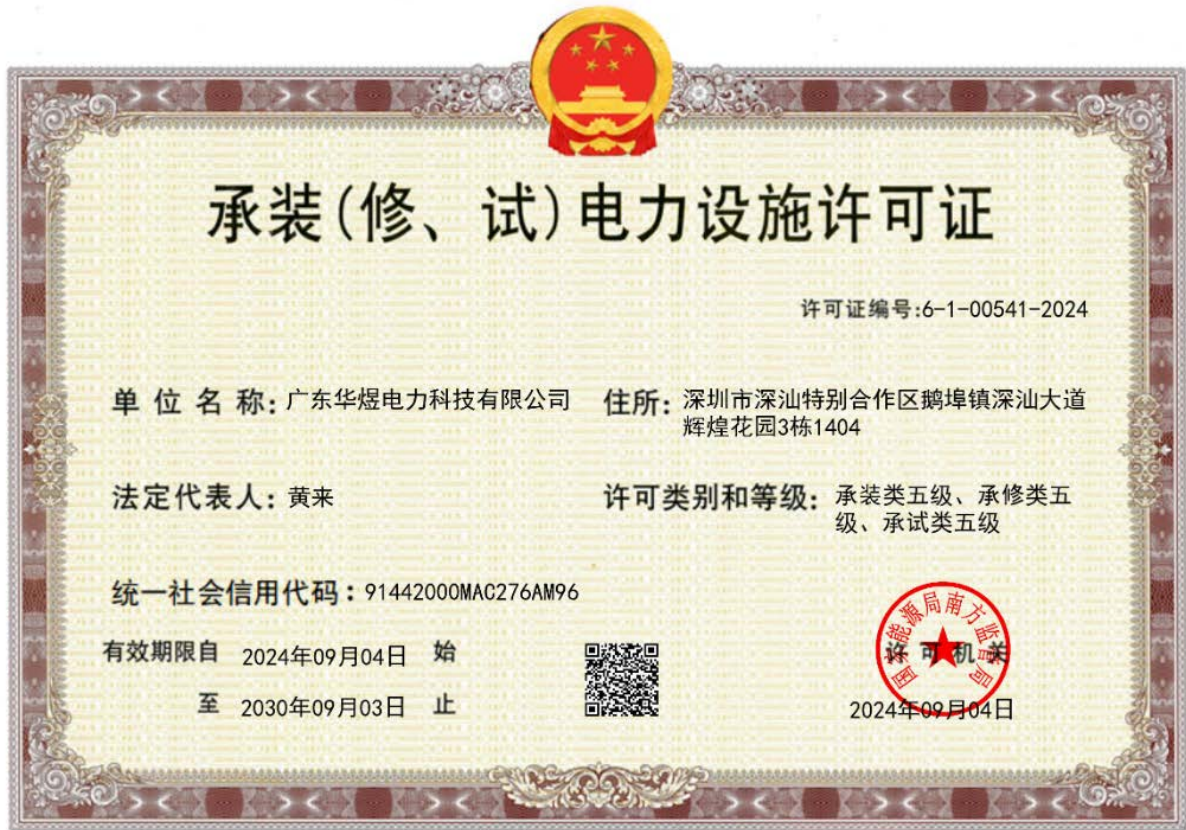 承装(修、试)电力设施许可证
许可证编号:6-1-00541-2024
单位名称:广东华煜电力科技有限公司
住所:深圳市深汕特别合作区鹅埠镇深汕大道
辉煌花园3栋1404
法定代表人:黄来
许可类别和等级:承装类五级、承修类五
级、承试类五级
统一社会信用代码:91442000MAC276AM96
有效期限自 2024年09月04日 始
至 2030年09月03日 止
国家能源局南方监管局
许可机关
2024年09月04日